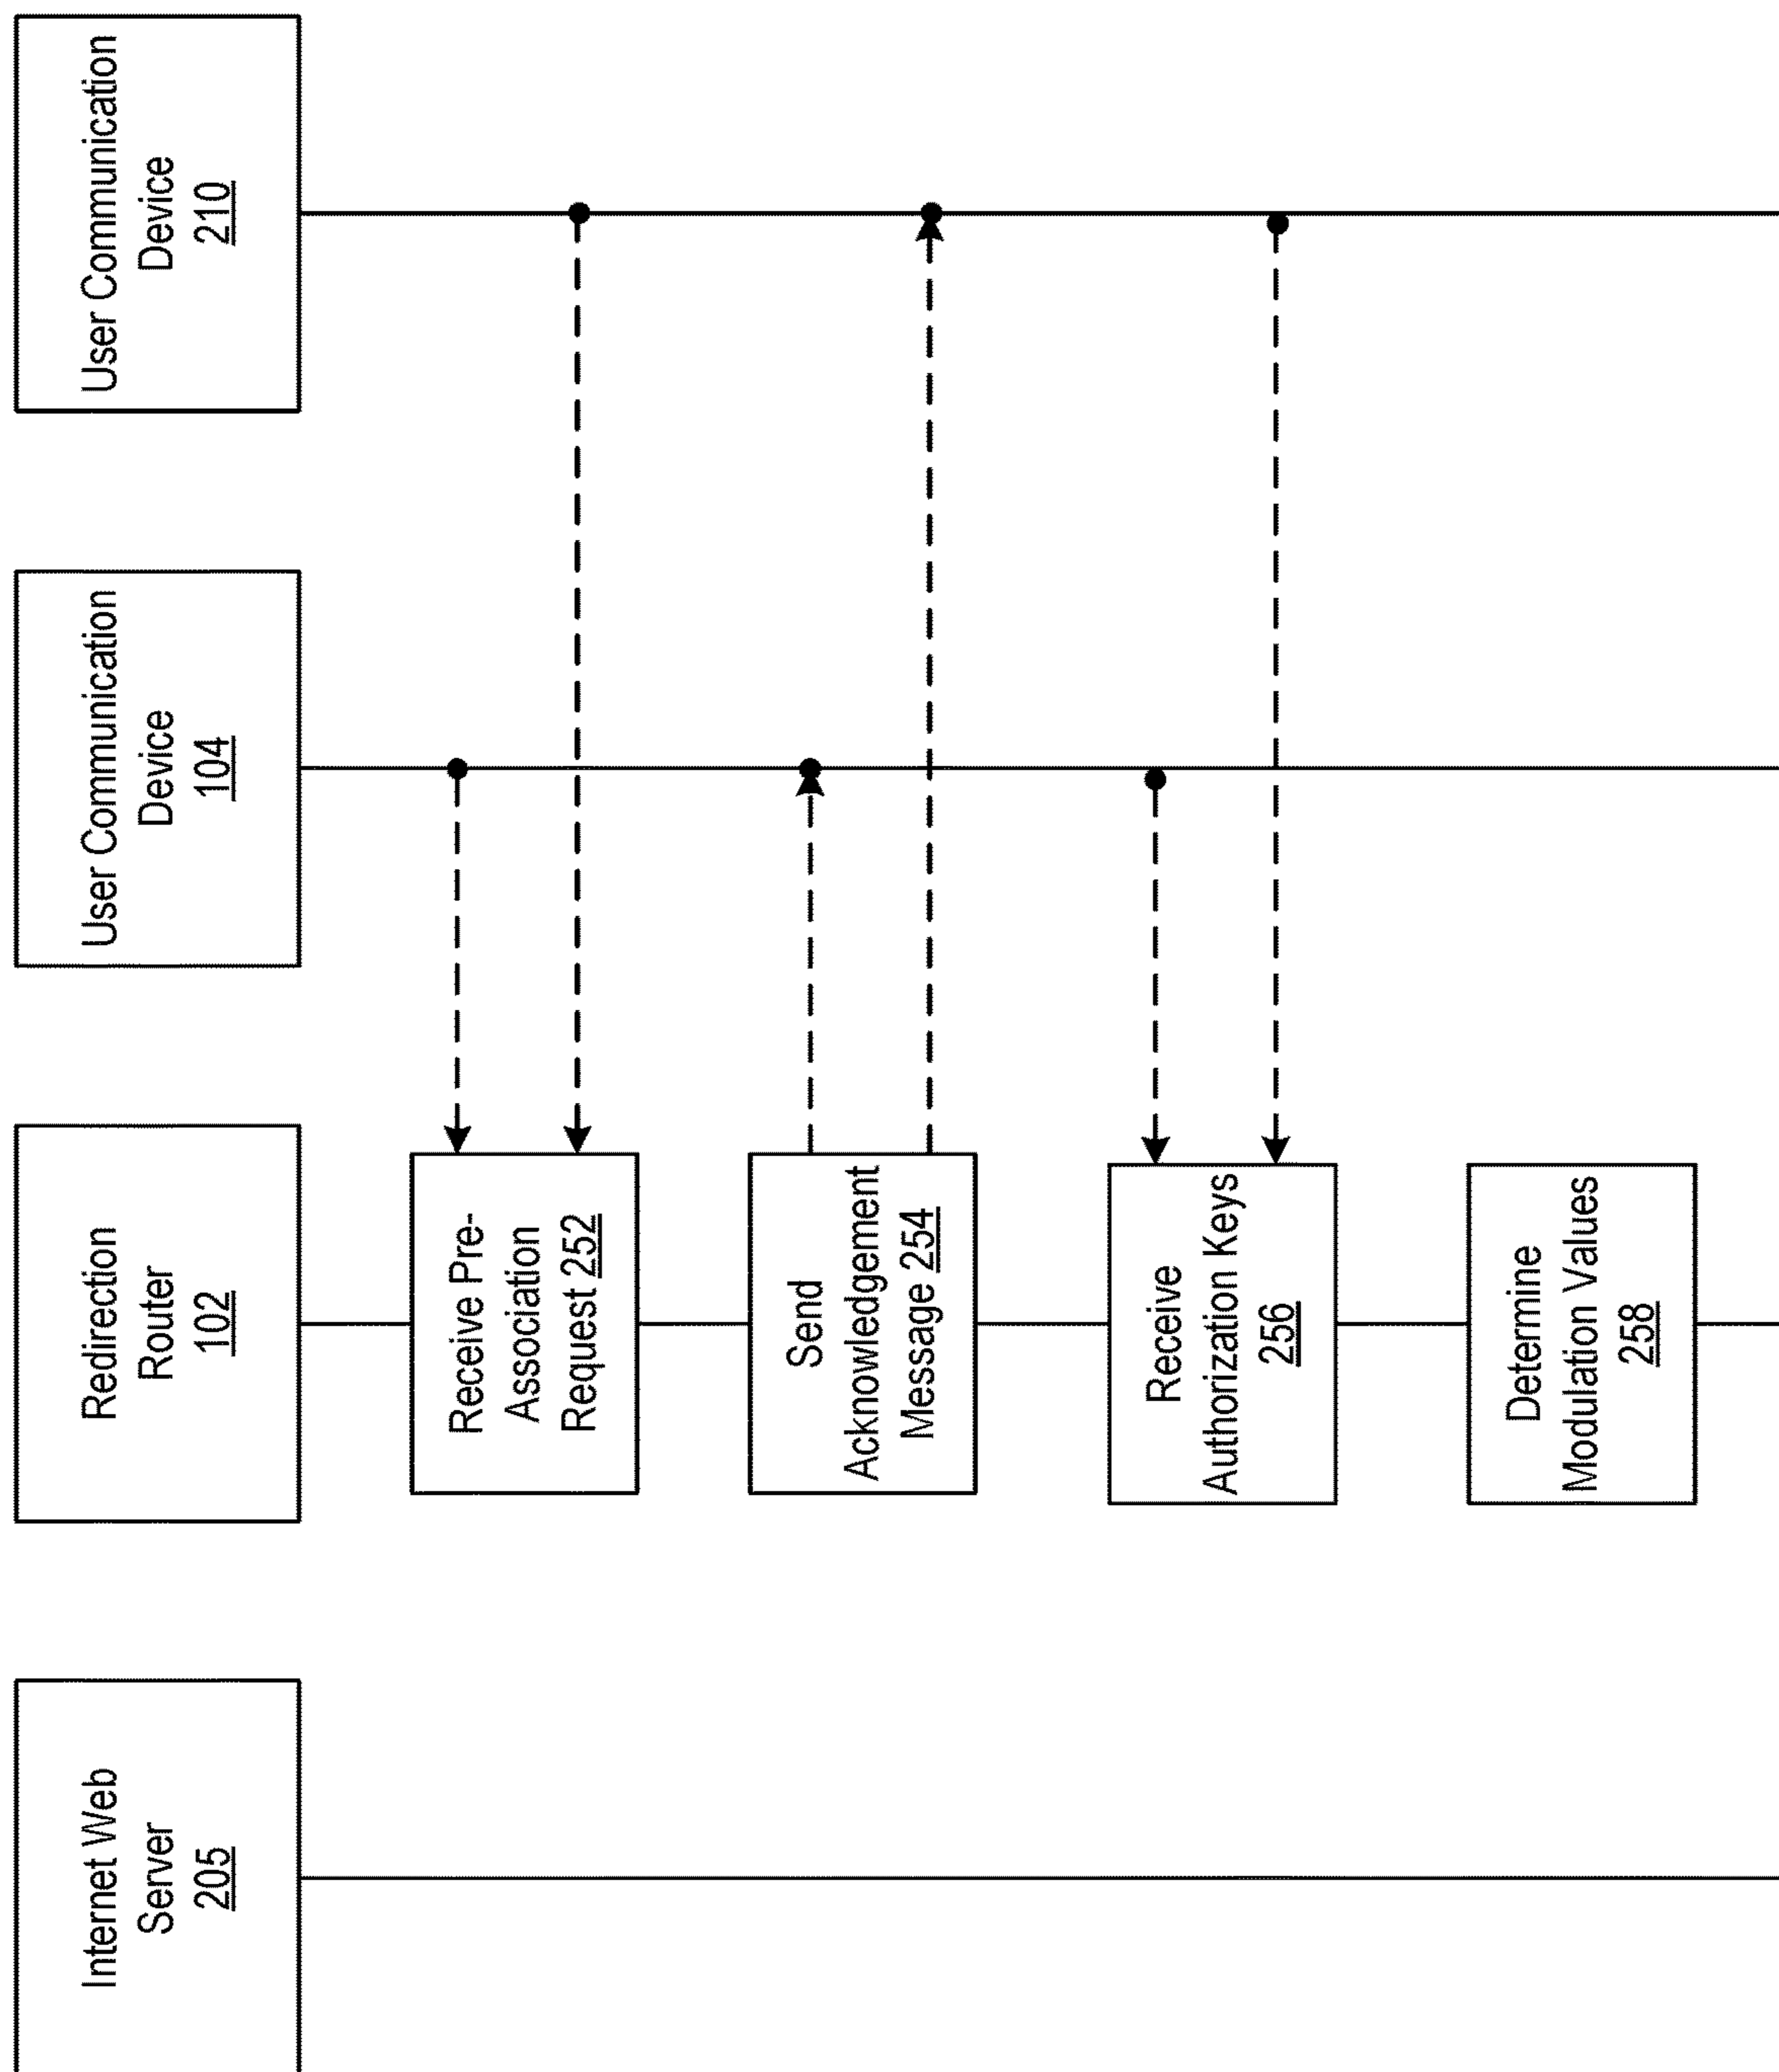 Internet Web
Server
205
Redirection
Router
102
User Communication
Device
104
User Communication
Device
210
Receive Pre-
Association
Request 252
Send
Acknowledgement
Message 254
Receive
Authorization Keys
256
Determine
Modulation Values
258